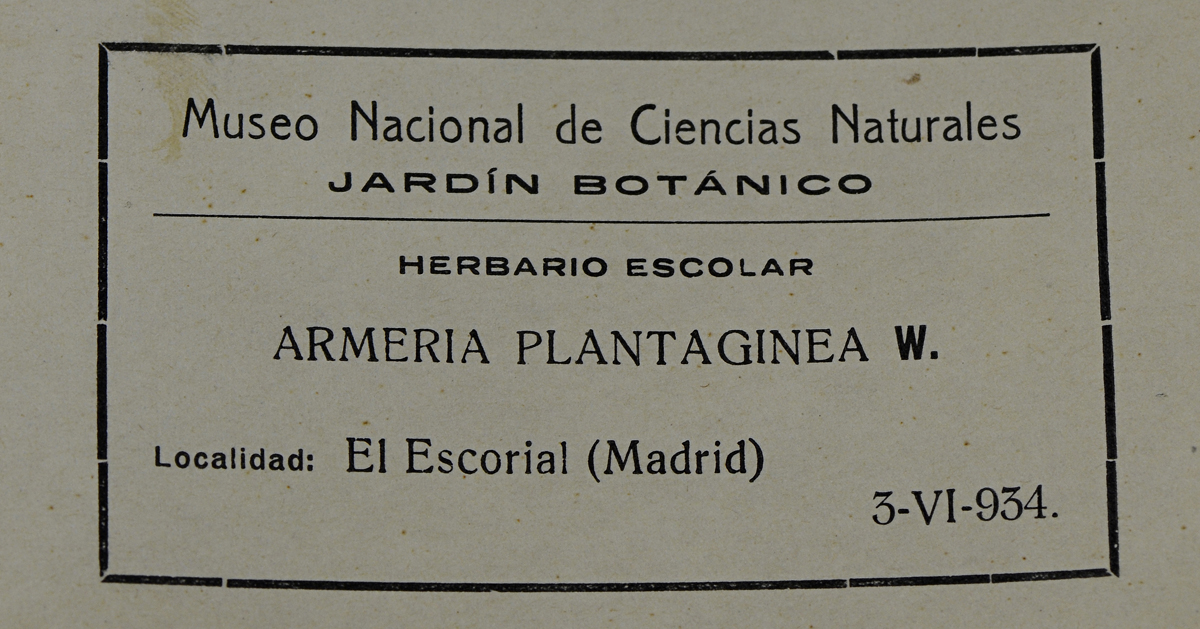 Museo Nacional de Ciencias Naturales
JARDÍN BOTÁNICO
HERBARIO ESCOLAR
ARMERIA PLANTAGINEA W.
Localidad: El Escorial (Madrid)
3-VI-934.